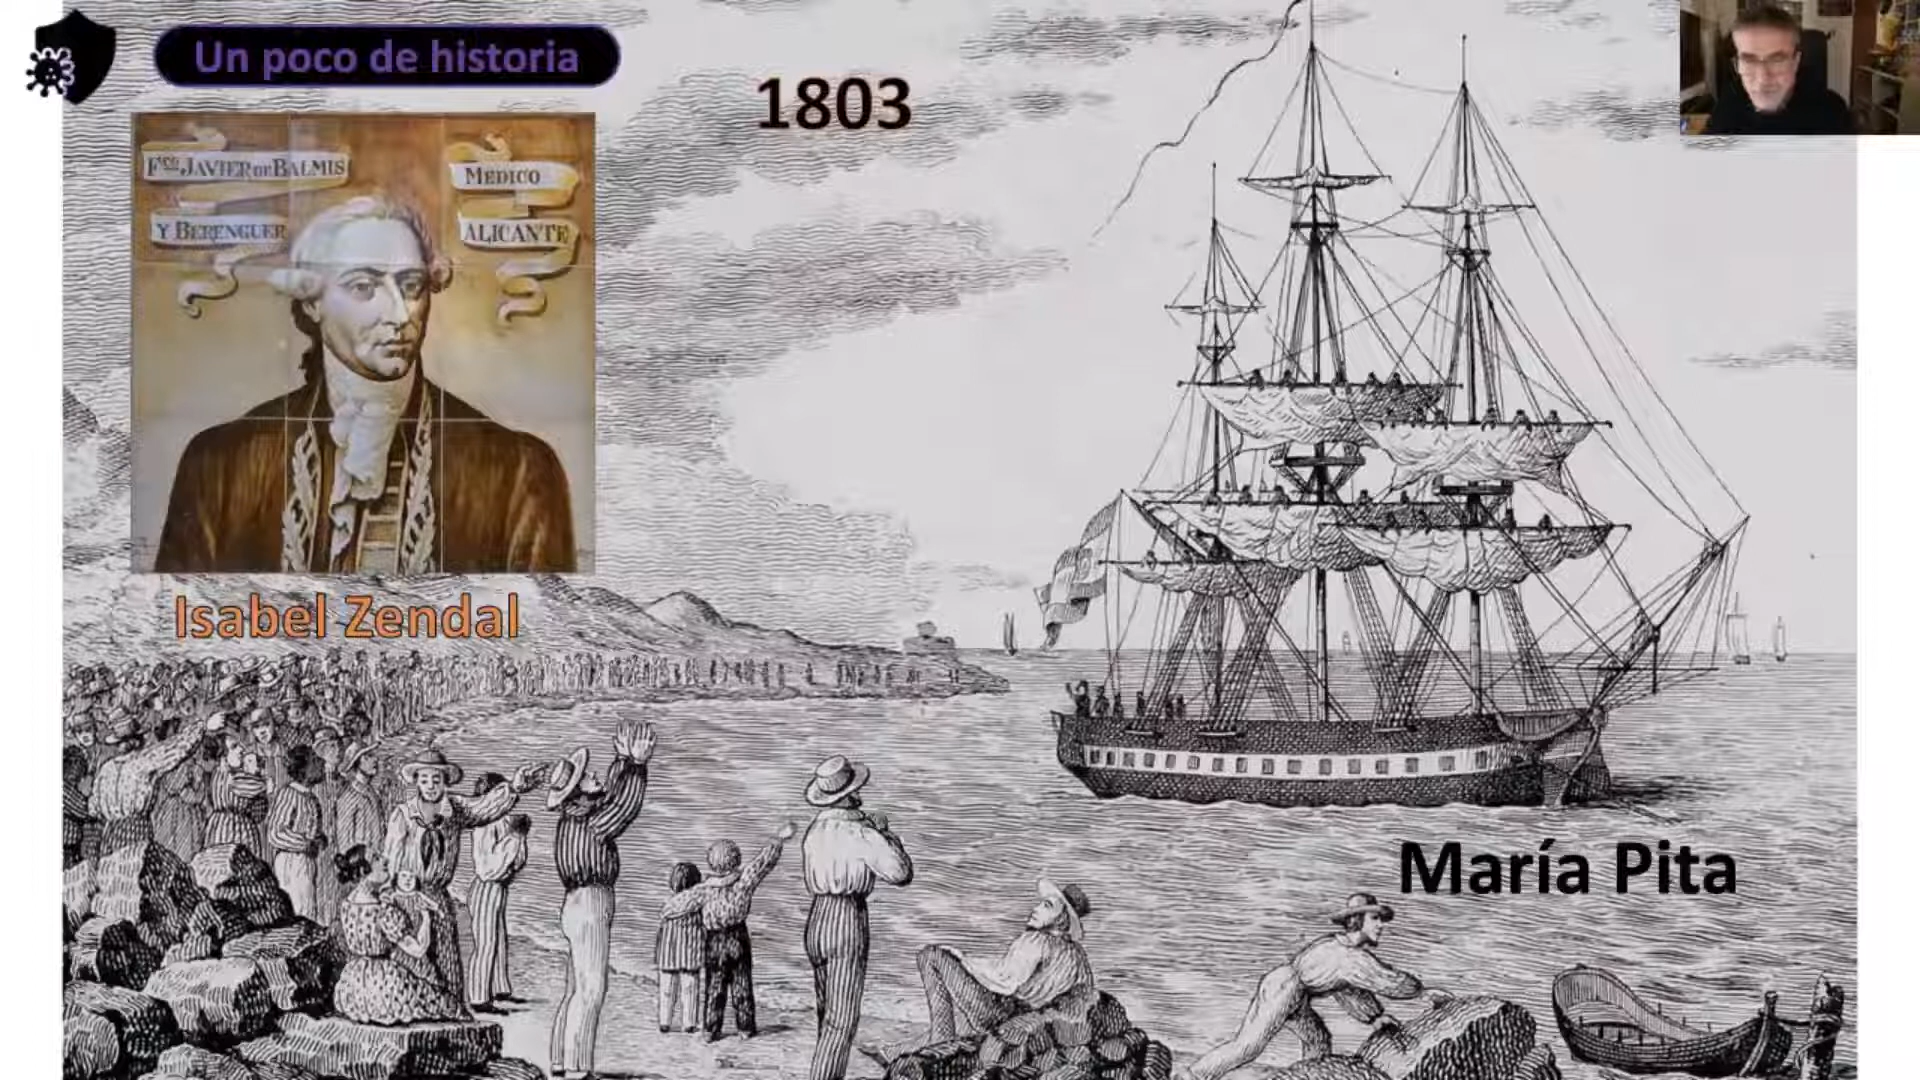 Un poco de historia
1803
Fco JAVIER DE BALMIS
Y BERENGUER
MEDICO
ALICANTE
Isabel Zendal
María Pita